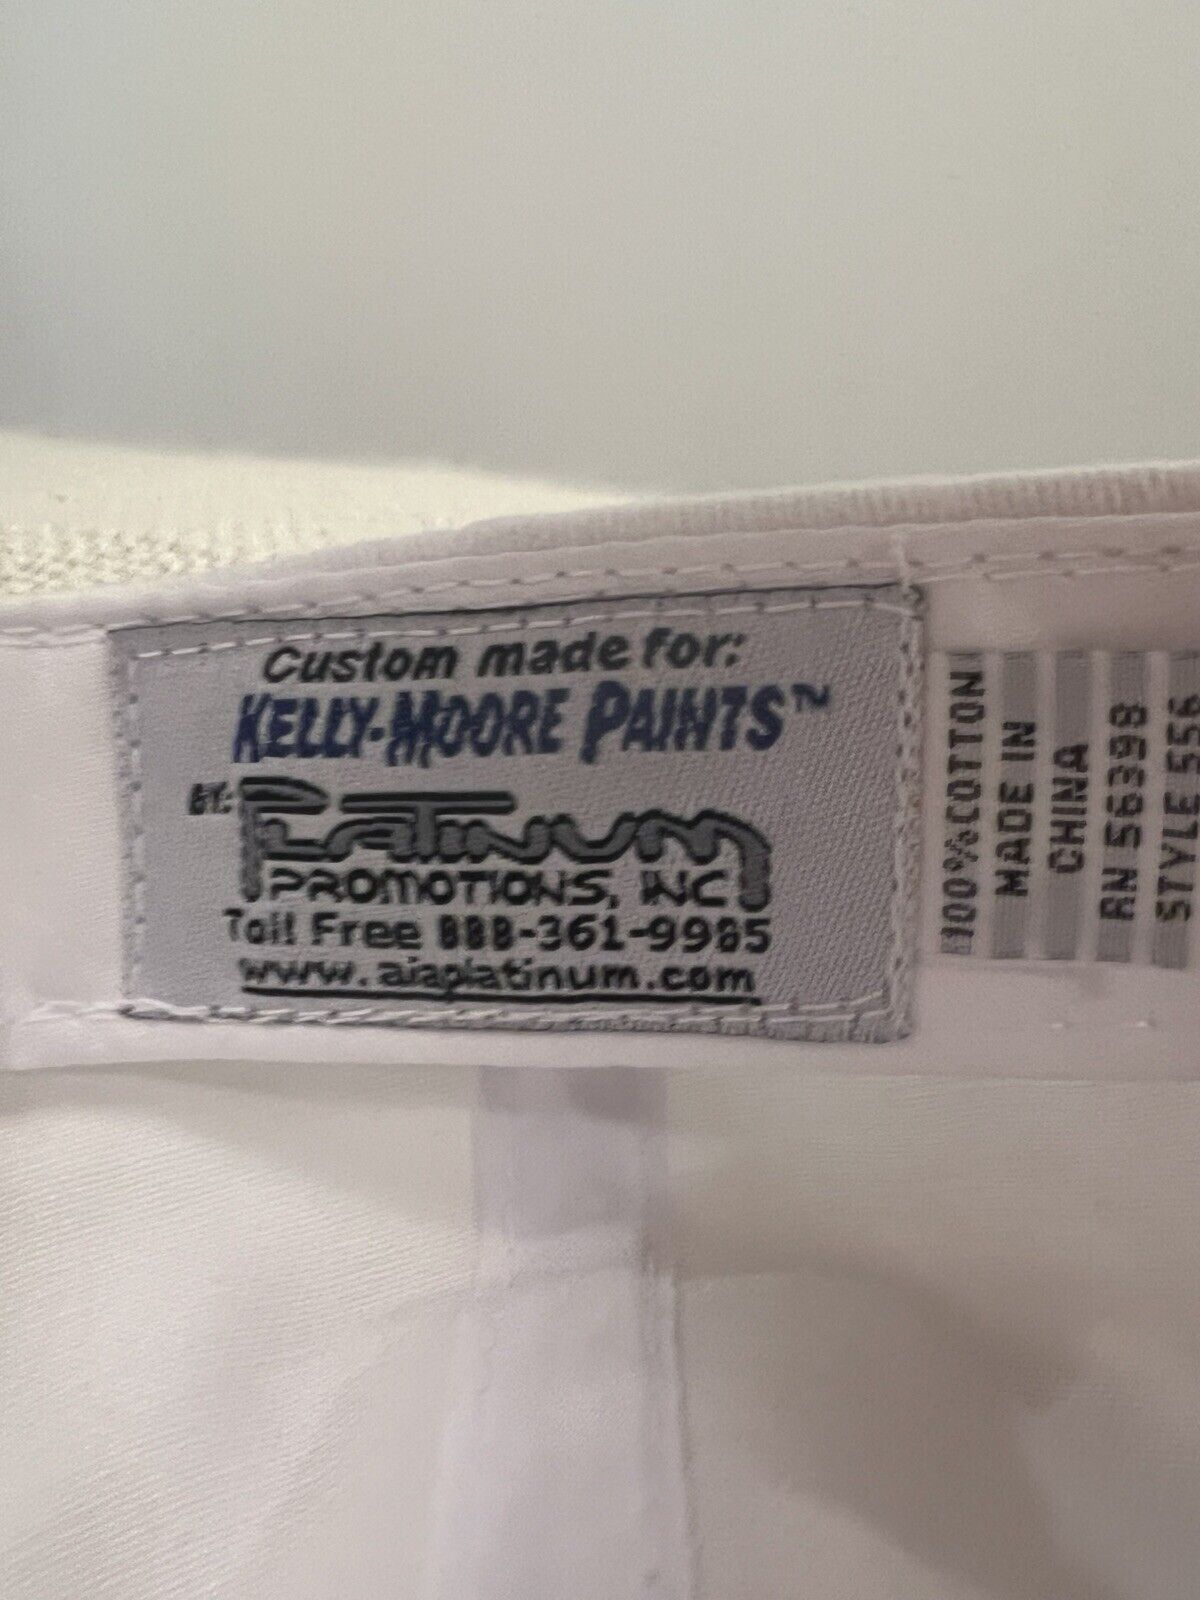 Custom made for:
KELLY-MOORE PAINTS™
BY: PLATINUM
PROMOTIONS, INC
Toll Free 888-361-9985
www.aiaplatinum.com
100% COTTON
MADE IN
CHINA
RN 56398
STYLE 556